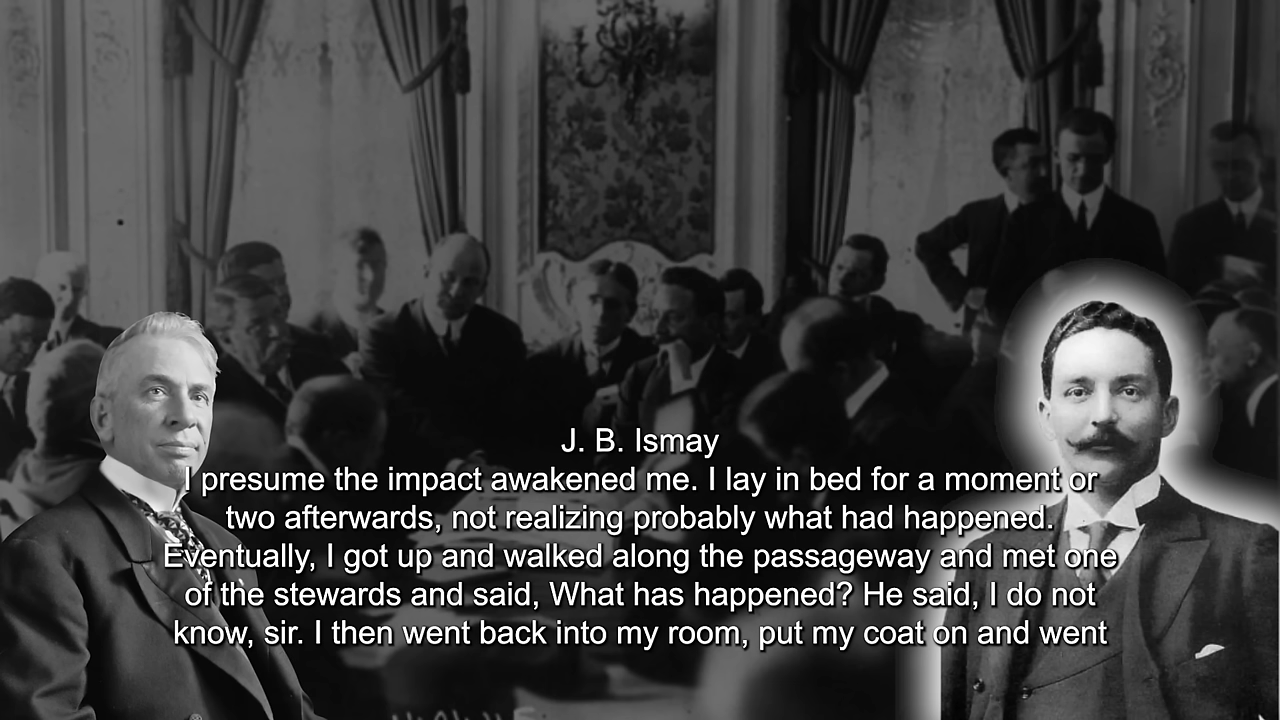 J. B. Ismay
I presume the impact awakened me. I lay in bed for a moment or
two afterwards, not realizing probably what had happened.
Eventually, I got up and walked along the passageway and met one
of the stewards and said, What has happened? He said, I do not
know, sir. I then went back into my room, put my coat on and went